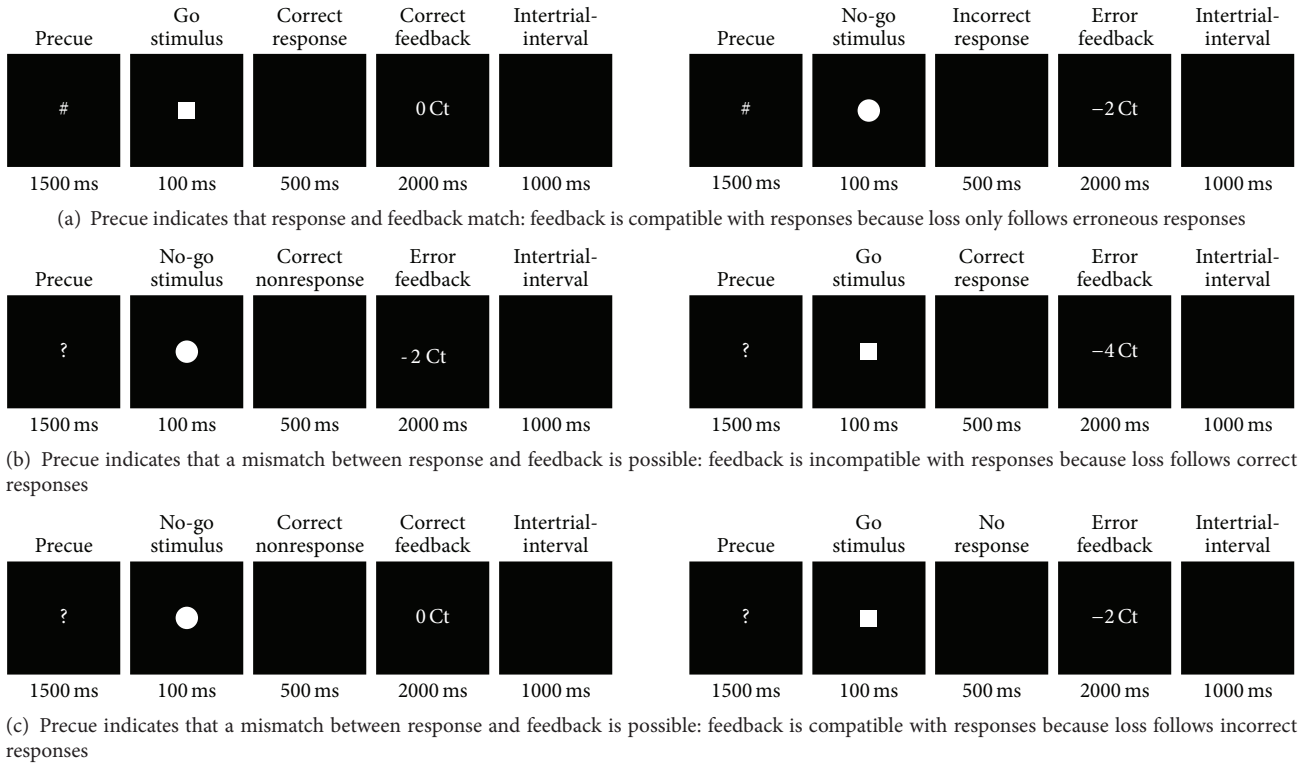 Precue Go stimulus Correct response Correct feedback Intertrial-interval Precue No-go stimulus Incorrect response Error feedback Intertrial-interval
# 0 Ct # −2 Ct
1500 ms 100 ms 500 ms 2000 ms 1000 ms 1500 ms 100 ms 500 ms 2000 ms 1000 ms
(a) Precue indicates that response and feedback match: feedback is compatible with responses because loss only follows erroneous responses
Precue No-go stimulus Correct nonresponse Error feedback Intertrial-interval Precue Go stimulus Correct response Error feedback Intertrial-interval
? - 2 Ct ? −4 Ct
1500 ms 100 ms 500 ms 2000 ms 1000 ms 1500 ms 100 ms 500 ms 2000 ms 1000 ms
(b) Precue indicates that a mismatch between response and feedback is possible: feedback is incompatible with responses because loss follows correct
responses
Precue No-go stimulus Correct nonresponse Correct feedback Intertrial-interval Precue Go stimulus No response Error feedback Intertrial-interval
? 0 Ct ? −2 Ct
1500 ms 100 ms 500 ms 2000 ms 1000 ms 1500 ms 100 ms 500 ms 2000 ms 1000 ms
(c) Precue indicates that a mismatch between response and feedback is possible: feedback is compatible with responses because loss follows incorrect
responses